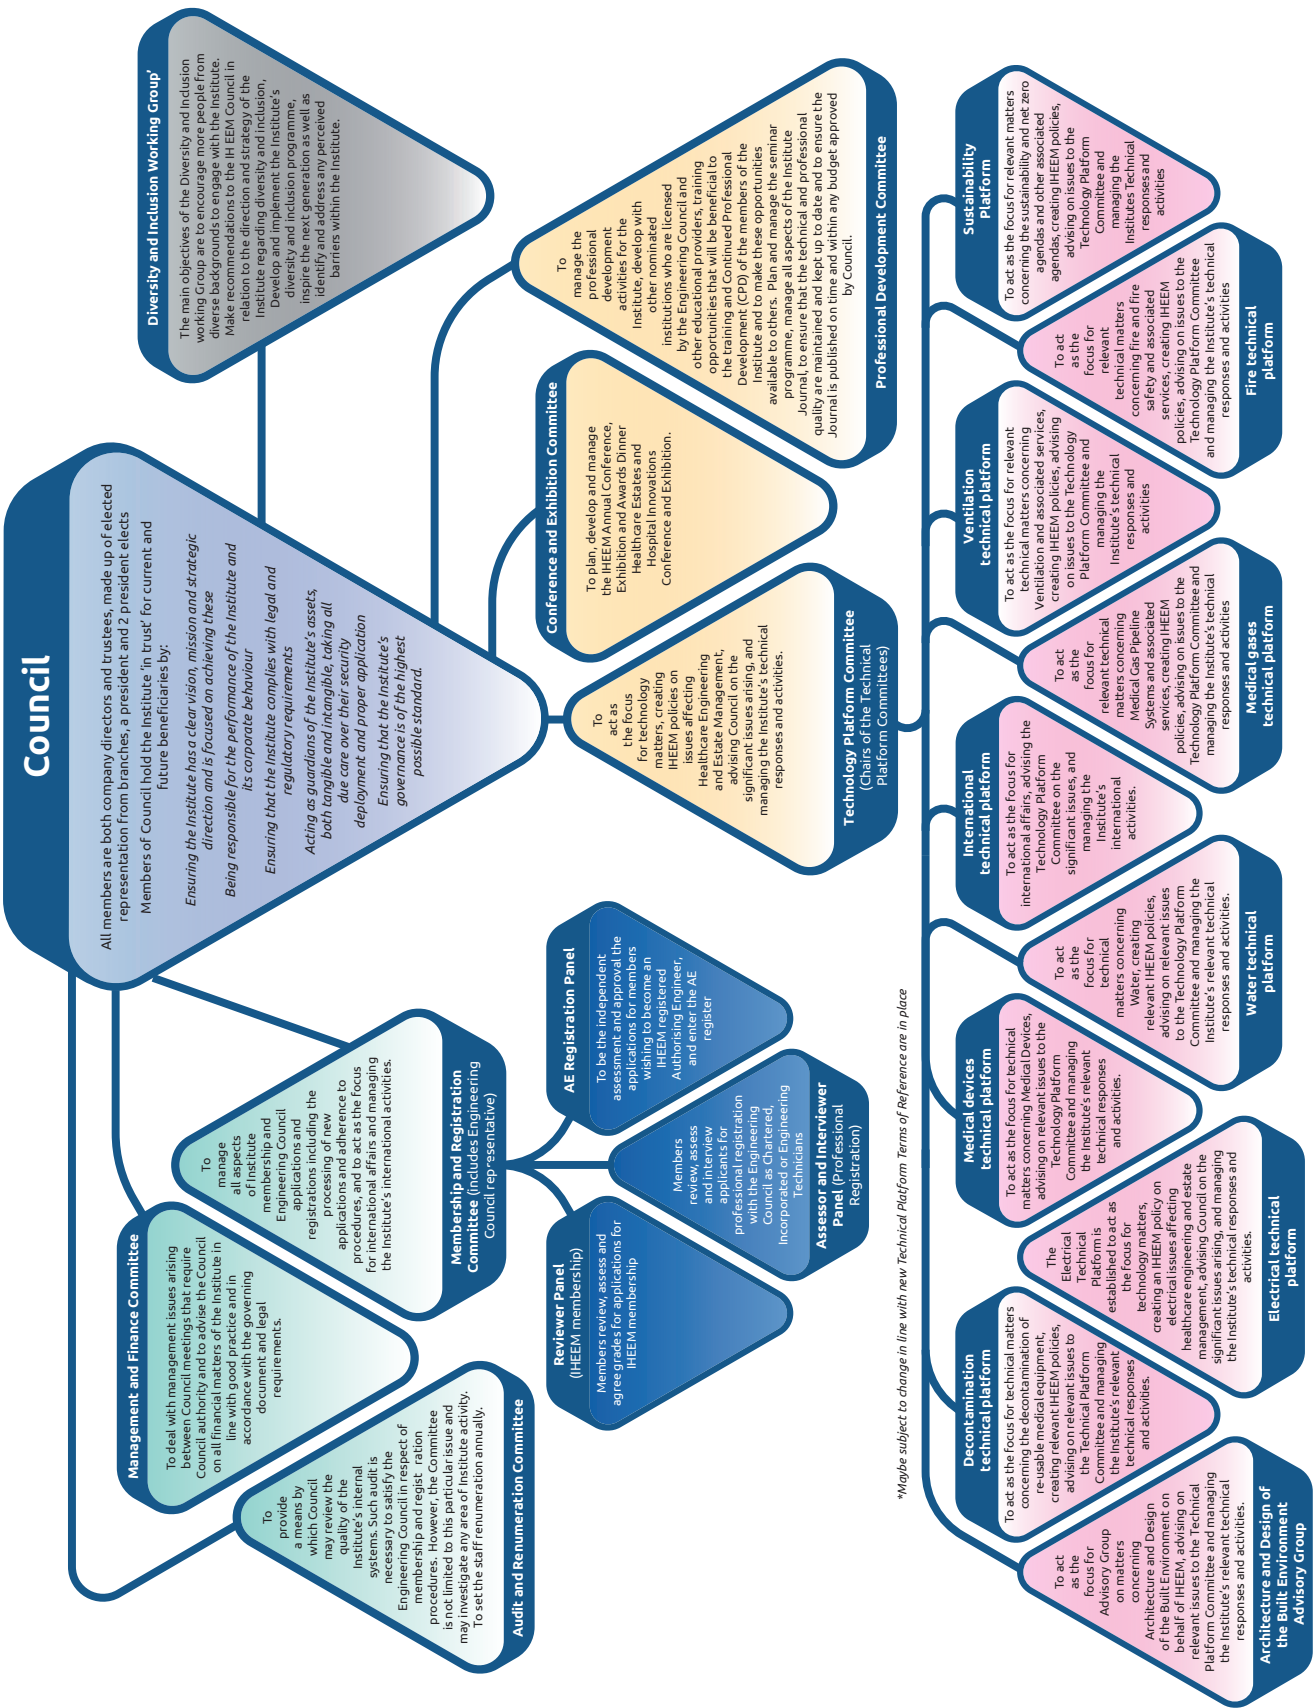 Council
All members are both company directors and trustees, made up of elected
representation from branches, a president and 2 president elects
Members of Council hold the Institute ‘in trust’ for current and
future beneficiaries by:
Ensuring the Institute has a clear vision, mission and strategic
direction and is focused on achieving these
Being responsible for the performance of the Institute and
its corporate behaviour
Ensuring that the Institute complies with legal and
regulatory requirements
Acting as guardians of the Institute’s assets,
both tangible and intangible, taking all
due care over their security
deployment and proper application
Ensuring that the Institute’s
governance is of the highest
possible standard.
Diversity and Inclusion Working Group’
The main objectives of the Diversity and Inclusion
working Group are to encourage more people from
diverse backgrounds to engage with the Institute.
Make recommendations to the IH EEM Council in
relation to the direction and strategy of the
Institute regarding diversity and inclusion,
Develop and implement the Institute’s
diversity and inclusion programme,
inspire the next generation as well as
identify and address any perceived
barriers within the Institute.
Management and Finance Committee
To deal with management issues arising
between Council meetings that require
Council authority and to advise the Council
on all financial matters of the Institute in
line with good practice and in
accordance with the governing
document and legal
requirements.
To
manage
all aspects
of Institute
membership and
Engineering Council
applications and
registrations including the
processing of new
applications and adherence to
procedures, and to act as the focus
for international affairs and managing
the Institute’s international activities.
Membership and Registration
Committee (includes Engineering
Council representative)
To
provide
a means by
which Council
may review the
quality of the
Institute’s internal
systems. Such audit is
necessary to satisfy the
Engineering Council in respect of
membership and regist ration
procedures. However, the Committee
is not limited to this particular issue and
may investigate any area of Institute activity.
To set the staff renumeration annually.
Audit and Renumeration Committee
Reviewer Panel
(IHEEM membership)
Members review, assess and
agree grades for applications for
IHEEM membership
Members
review, assess
and interview
applicants for
professional registration
with the Engineering
Council as Chartered,
Incorporated or Engineering
Technicians
Assessor and Interviewer
Panel (Professional
Registration)
AE Registration Panel
To be the independent
assessment and approval the
applications for members
wishing to become an
IHEEM registered
Authorising Engineer,
and enter the AE
register
To
act as
the focus
for technology
matters, creating
IHEEM policies on
issues affecting
Healthcare Engineering
and Estate Management,
advising Council on the
significant issues arising, and
managing the Institute’s technical
responses and activities.
Technology Platform Committee
(Chairs of the Technical
Platform Committees)
Conference and Exhibition Committee
To plan, develop and manage
the IHEEM Annual Conference,
Exhibition and Awards Dinner
Healthcare Estates and
Hospital Innovations
Conference and Exhibition.
To
manage the
professional
development
activities for the
Institute, develop with
other nominated
institutions who are licensed
by the Engineering Council and
other educational providers, training
opportunities that will be beneficial to
the training and Continued Professional
Development (CPD) of the members of the
Institute and to make these opportunities
available to others. Plan and manage the seminar
programme, manage all aspects of the Institute
Journal, to ensure that the technical and professional
quality are maintained and kept up to date and to ensure the
Journal is published on time and within any budget approved
by Council.
Professional Development Committee
*Maybe subject to change in line with new Technical Platform Terms of Reference are in place
To act
as the
focus for
Advisory Group
on matters
concerning
Architecture and Design
of the Built Environment on
behalf of IHEEM, advising on
relevant issues to the Technical
Platform Committee and managing
the Institute’s relevant technical
responses and activities.
Architecture and Design of
the Built Environment
Advisory Group
Decontamination
technical platform
To act as the focus for technical matters
concerning the decontamination of
re-usable medical equipment,
creating relevant IHEEM policies,
advising on relevant issues to
the Technical Platform
Committee and managing
the Institute’s relevant
technical responses
and activities.
The
Electrical
Technical
Platform is
established to act as
the focus for
technology matters,
creating an IHEEM policy on
electrical issues affecting
healthcare engineering and estate
management, advising Council on the
significant issues arising, and managing
the Institute’s technical responses and
activities.
Electrical technical
platform
Medical devices
technical platform
To act as the focus for technical
matters concerning Medical Devices,
advising on relevant issues to the
Technology Platform
Committee and managing
the Institute’s relevant
technical responses
and activities.
To act
as the
focus for
technical
matters concerning
Water, creating
relevant IHEEM policies,
advising on relevant issues
to the Technology Platform
Committee and managing the
Institute’s relevant technical
responses and activities.
Water technical
platform
International
technical platform
To act as the focus for
international affairs, advising the
Technology Platform
Committee on the
significant issues, and
managing the
Institute’s
international
activities.
To act
as the
focus for
relevant technical
matters concerning
Medical Gas Pipeline
Systems and associated
services, creating IHEEM
policies, advising on issues to the
Technology Platform Committee and
managing the Institute’s technical
responses and activities
Medical gases
technical platform
Ventilation
technical platform
To act as the focus for relevant
technical matters concerning
Ventilation and associated services,
creating IHEEM policies, advising
on issues to the Technology
Platform Committee and
managing the
Institute’s technical
responses and
activities
To act
as the
focus for
relevant
technical matters
concerning fire and fire
safety and associated
services, creating IHEEM
policies, advising on issues to the
Technology Platform Committee
and managing the Institute’s technical
responses and activities
Fire technical
platform
Sustainability
Platform
To act as the focus for relevant matters
concerning the sustainability and net zero
agendas and other associated
agendas, creating IHEEM policies,
advising on issues to the
Technology Platform
Committee and
managing the
Institutes Technical
responses and
activities